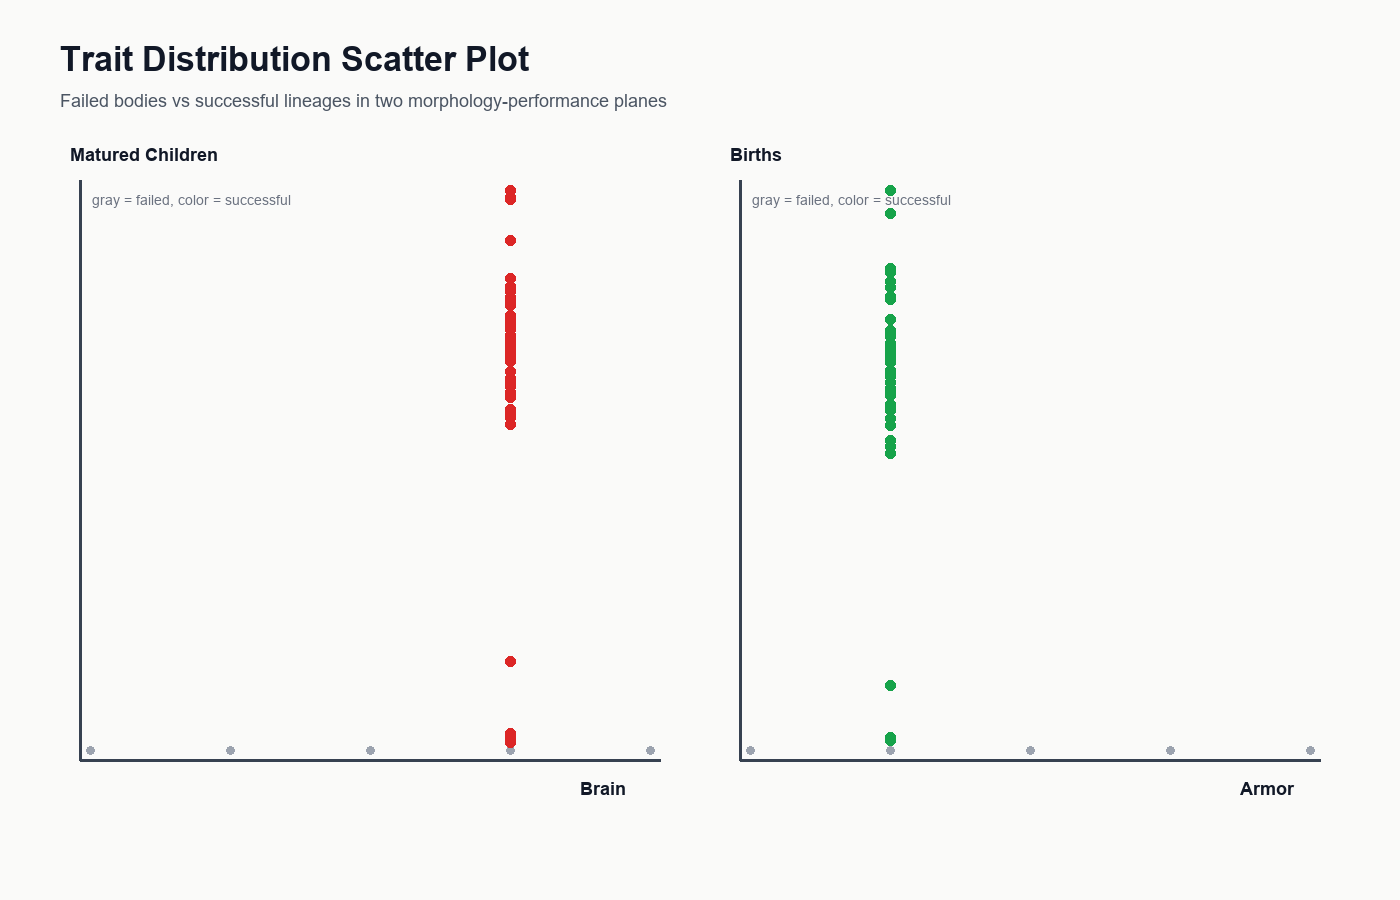 Trait Distribution Scatter Plot
Failed bodies vs successful lineages in two morphology-performance planes
Matured Children
gray = failed, color = successful
Brain
Births
gray = failed, color = successful
Armor